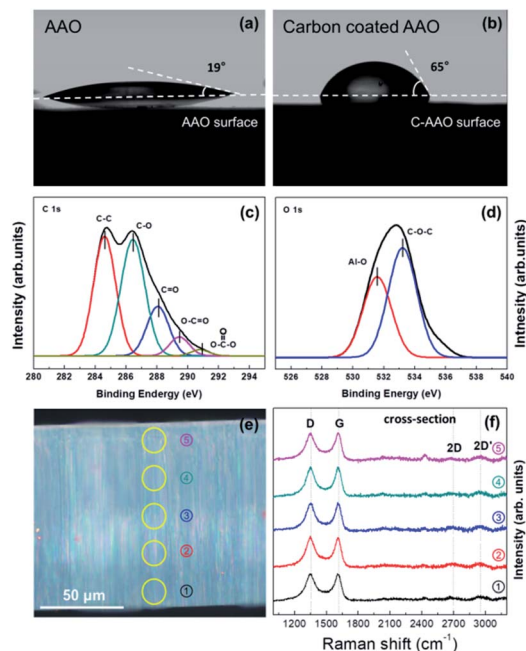 AAO
(a)
19°
AAO surface
Carbon coated AAO
(b)
65°
C-AAO surface
Intensity (arb.units)
C 1s
(c)
C-C
C-O
C=O
O-C=O
O
O-C-O
280 282 284 286 288 290 292 294
Binding Endergy (eV)
O 1s
(d)
C-O-C
Al-O
526 528 530 532 534 536 538 540
Binding Energy (eV)
Intnesity (arb.units)
(e)
⑤
④
③
②
①
50 μm
cross-section
(f)
D
G
2D
2D'
⑤
④
③
②
①
1200 1500 1800 2100 2400 2700 3000
Raman shift (cm⁻¹)
Intensity (arb. units)